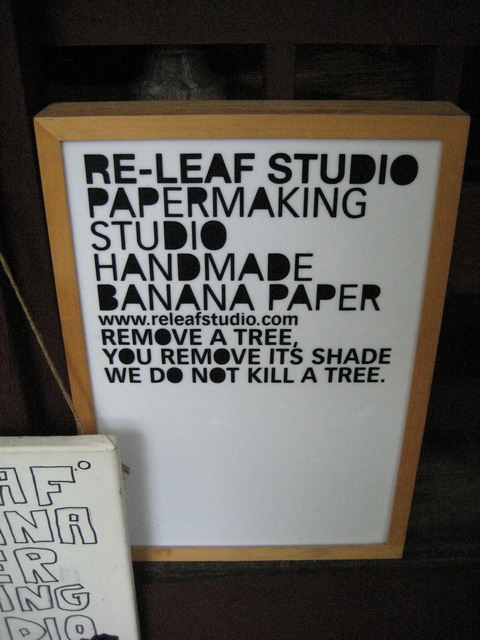 RE-LEAF STUDIO
PAPERMAKING
STUDIO
HANDMADE
BANANA PAPER
www.releafstudio.com
REMOVE A TREE,
YOU REMOVE ITS SHADE
WE DO NOT KILL A TREE.